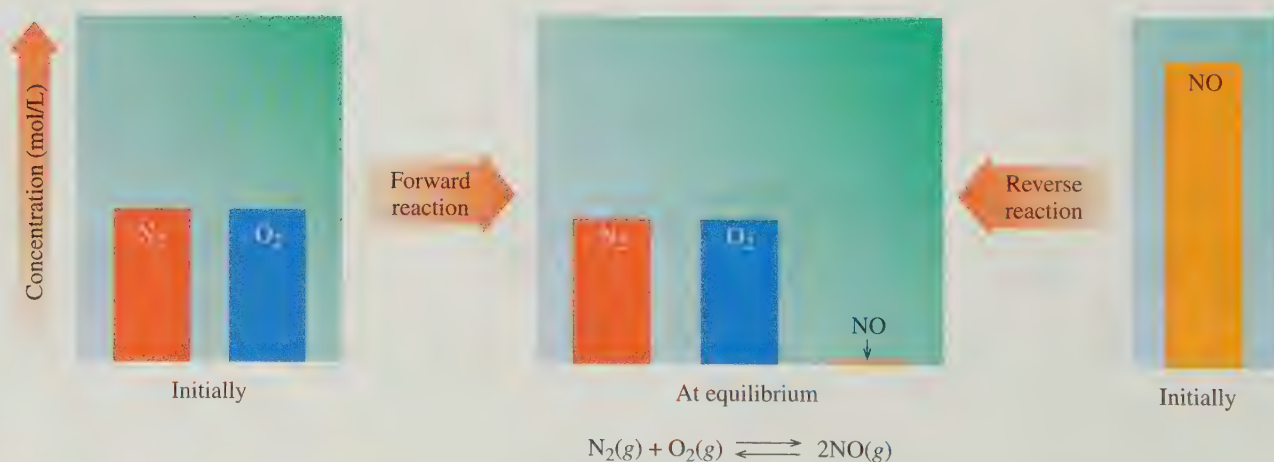 Concentration (mol/L)
N₂
O₂
Initially
Forward
reaction
N₂
O₂
NO
At equilibrium
Reverse
reaction
NO
Initially
N₂(g) + O₂(g) ⇌ 2NO(g)